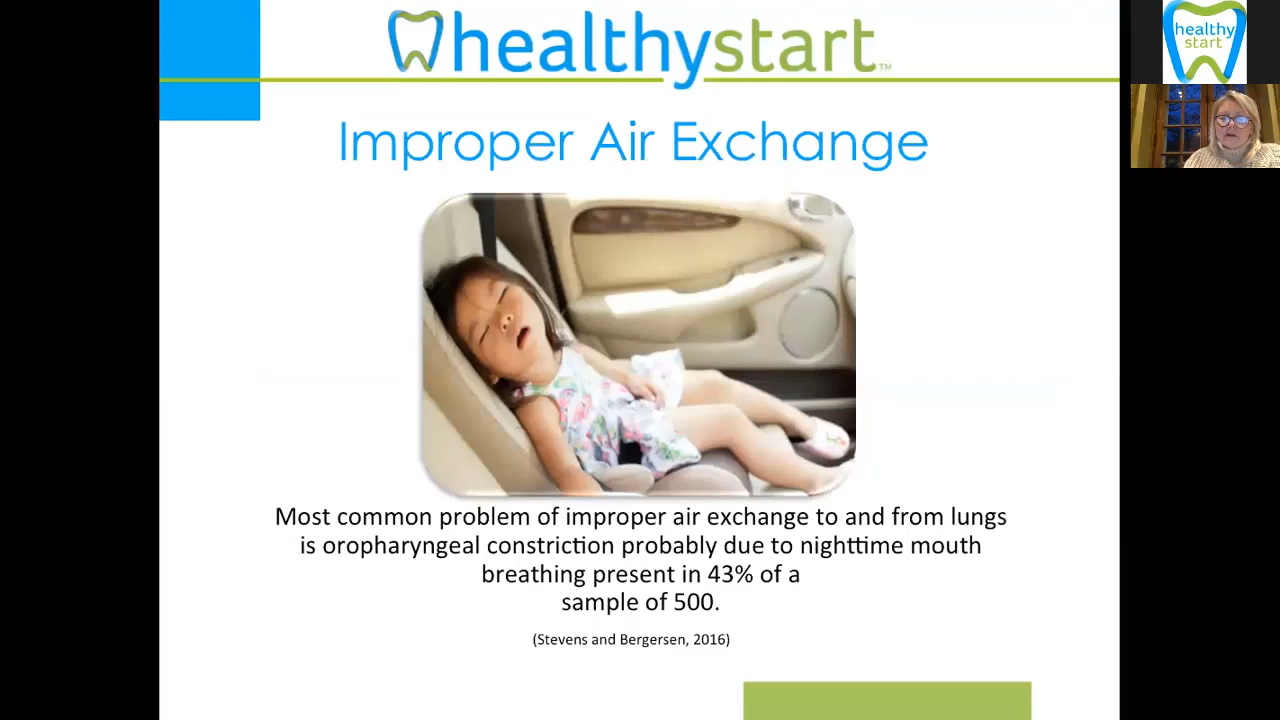 healthystart™
healthy
start
Improper Air Exchange
Most common problem of improper air exchange to and from lungs
is oropharyngeal constriction probably due to nighttime mouth
breathing present in 43% of a
sample of 500.
(Stevens and Bergersen, 2016)